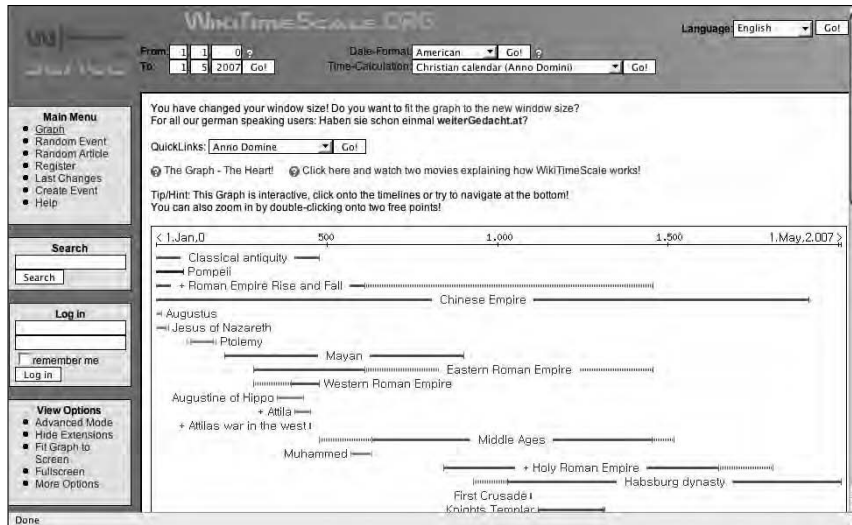 WikiTimeScale.ORG
Language: English Go!
From: 1 1 0 ?
Date-Format: American Go! ?
To: 1 5 2007 Go!
Time-Calculation: Christian calendar (Anno Domini) Go!
Main Menu
Graph
Random Event
Random Article
Register
Last Changes
Create Event
Help
Search
Search
Log in
remember me
Log in
View Options
Advanced Mode
Hide Extensions
Fit Graph to
Screen
Fullscreen
More Options
You have changed your window size! Do you want to fit the graph to the new window size?
For all our german speaking users: Haben sie schon einmal weiterGedacht.at?
QuickLinks: Anno Domine Go!
? The Graph - The Heart! ? Click here and watch two movies explaining how WikiTimeScale works!
Tip/Hint: This Graph is interactive, click onto the timelines or try to navigate at the bottom!
You can also zoom in by double-clicking onto two free points!
< 1.Jan,0 500 1.000 1.500 1.May,2.007 >
Classical antiquity
Pompeii
+ Roman Empire Rise and Fall
Chinese Empire
Augustus
Jesus of Nazareth
Ptolemy
Mayan
Eastern Roman Empire
Western Roman Empire
Augustine of Hippo
+ Attila
+ Attilas war in the west
Middle Ages
Muhammed
+ Holy Roman Empire
Habsburg dynasty
First Crusade
Knights Templar
Done